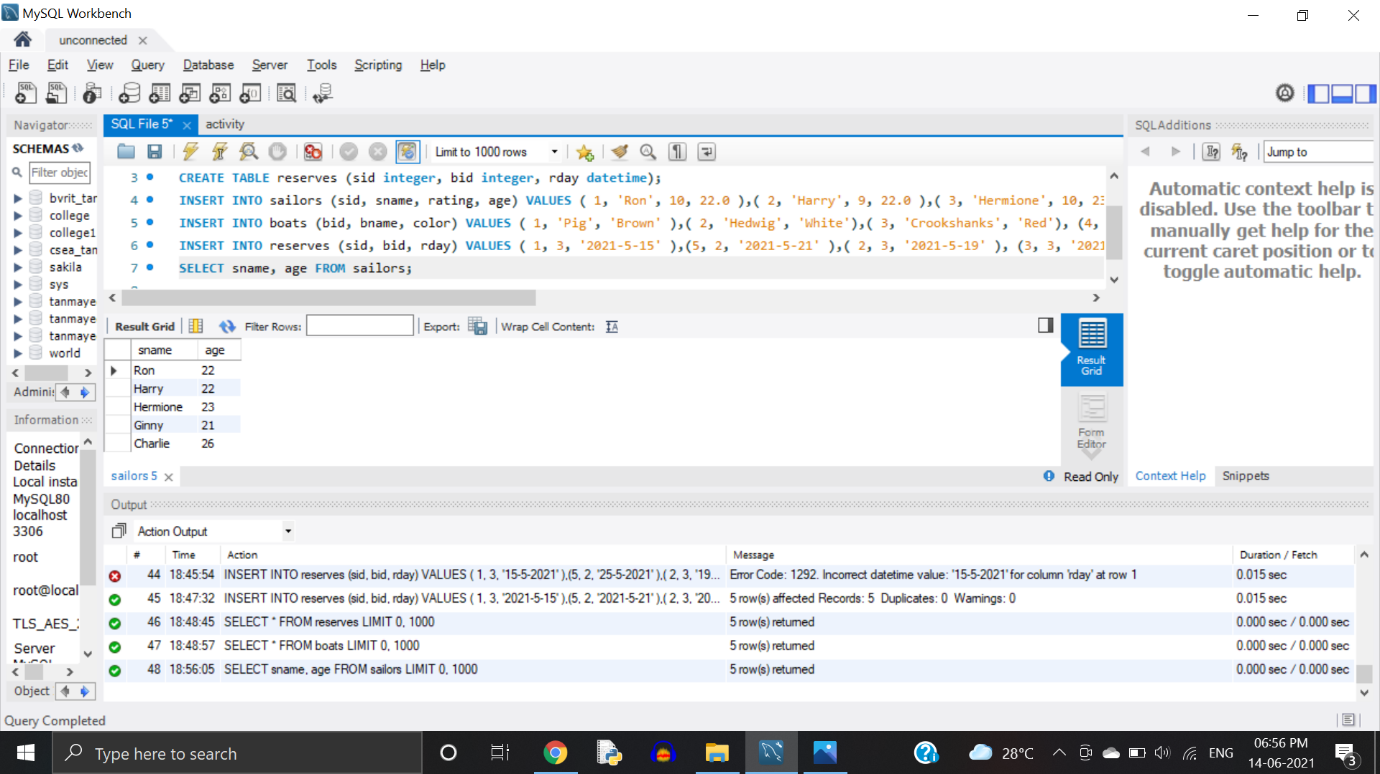 MySQL Workbench
unconnected
File Edit View Query Database Server Tools Scripting Help
Navigator
SCHEMAS
Filter objec
bvrit_tar
college
college1
csea_tan
sakila
sys
tanmaye
tanmaye
tanmaye
world
Adminis
Information
Connection
Details
Local insta
MySQL80
localhost
3306
root
root@local
TLS_AES_
Server
Object
SQL File 5* activity
Limit to 1000 rows
3 CREATE TABLE reserves (sid integer, bid integer, rday datetime);
4 INSERT INTO sailors (sid, sname, rating, age) VALUES ( 1, 'Ron', 10, 22.0 ),( 2, 'Harry', 9, 22.0 ),( 3, 'Hermione', 10, 23
5 INSERT INTO boats (bid, bname, color) VALUES ( 1, 'Pig', 'Brown' ),( 2, 'Hedwig', 'White'),( 3, 'Crookshanks', 'Red'), (4,
6 INSERT INTO reserves (sid, bid, rday) VALUES ( 1, 3, '2021-5-15' ),(5, 2, '2021-5-21' ),( 2, 3, '2021-5-19' ), (3, 3, '2021
7 SELECT sname, age FROM sailors;
Result Grid Filter Rows: Export: Wrap Cell Content:
sname age
Ron 22
Harry 22
Hermione 23
Ginny 21
Charlie 26
Result
Grid
Form
Editor
sailors 5
Read Only
SQLAdditions
Jump to
Automatic context help is
disabled. Use the toolbar t
manually get help for the
current caret position or to
toggle automatic help.
Context Help Snippets
Output
Action Output
# Time Action Message Duration / Fetch
44 18:45:54 INSERT INTO reserves (sid, bid, rday) VALUES ( 1, 3, '15-5-2021' ),(5, 2, '25-5-2021' ),( 2, 3, '19... Error Code: 1292. Incorrect datetime value: '15-5-2021' for column 'rday' at row 1 0.015 sec
45 18:47:32 INSERT INTO reserves (sid, bid, rday) VALUES ( 1, 3, '2021-5-15' ),(5, 2, '2021-5-21' ),( 2, 3, '20... 5 row(s) affected Records: 5 Duplicates: 0 Warnings: 0 0.015 sec
46 18:48:45 SELECT * FROM reserves LIMIT 0, 1000 5 row(s) returned 0.000 sec / 0.000 sec
47 18:48:57 SELECT * FROM boats LIMIT 0, 1000 5 row(s) returned 0.000 sec / 0.000 sec
48 18:56:05 SELECT sname, age FROM sailors LIMIT 0, 1000 5 row(s) returned 0.000 sec / 0.000 sec
Query Completed
Type here to search
28°C
ENG
06:56 PM
14-06-2021
3